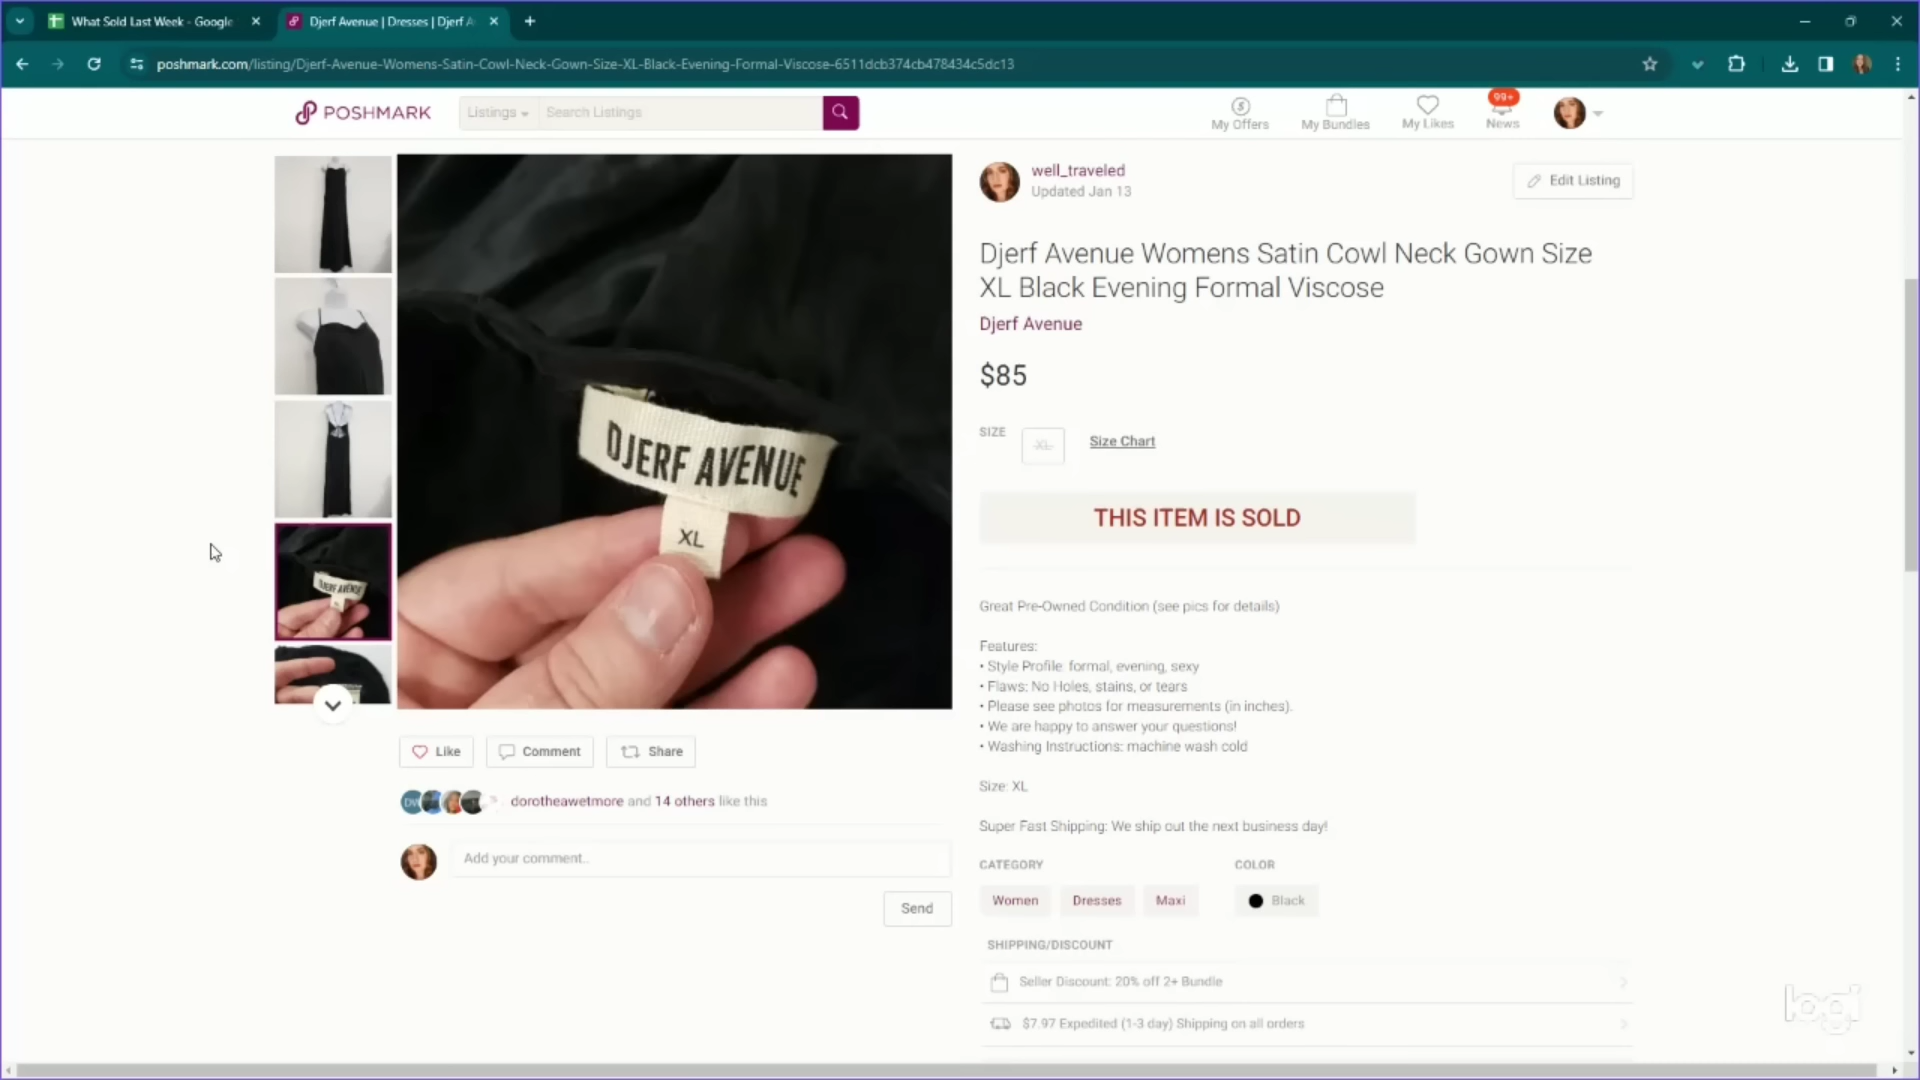 What Sold Last Week - Google
Djerf Avenue | Dresses | Djerf A
poshmark.com/listing/Djerf-Avenue-Womens-Satin-Cowl-Neck-Gown-Size-XL-Black-Evening-Formal-Viscose-6511dcb374cb478434c5dc13
POSHMARK
Listings
Search Listings
My Offers
My Bundles
My Likes
99+
News
well_traveled
Updated Jan 13
Edit Listing
Djerf Avenue Womens Satin Cowl Neck Gown Size
XL Black Evening Formal Viscose
Djerf Avenue
$85
SIZE
XL
Size Chart
THIS ITEM IS SOLD
DJERF AVENUE
XL
DJERF AVENUE
Great Pre-Owned Condition (see pics for details)
Features:
• Style Profile: formal, evening, sexy
• Flaws: No Holes, stains, or tears
• Please see photos for measurements (in inches).
• We are happy to answer your questions!
• Washing Instructions: machine wash cold
Size: XL
Super Fast Shipping: We ship out the next business day!
Like
Comment
Share
DW
dorotheawetmore and 14 others like this
Add your comment..
Send
CATEGORY
COLOR
Women
Dresses
Maxi
Black
SHIPPING/DISCOUNT
Seller Discount: 20% off 2+ Bundle
$7.97 Expedited (1-3 day) Shipping on all orders
logi